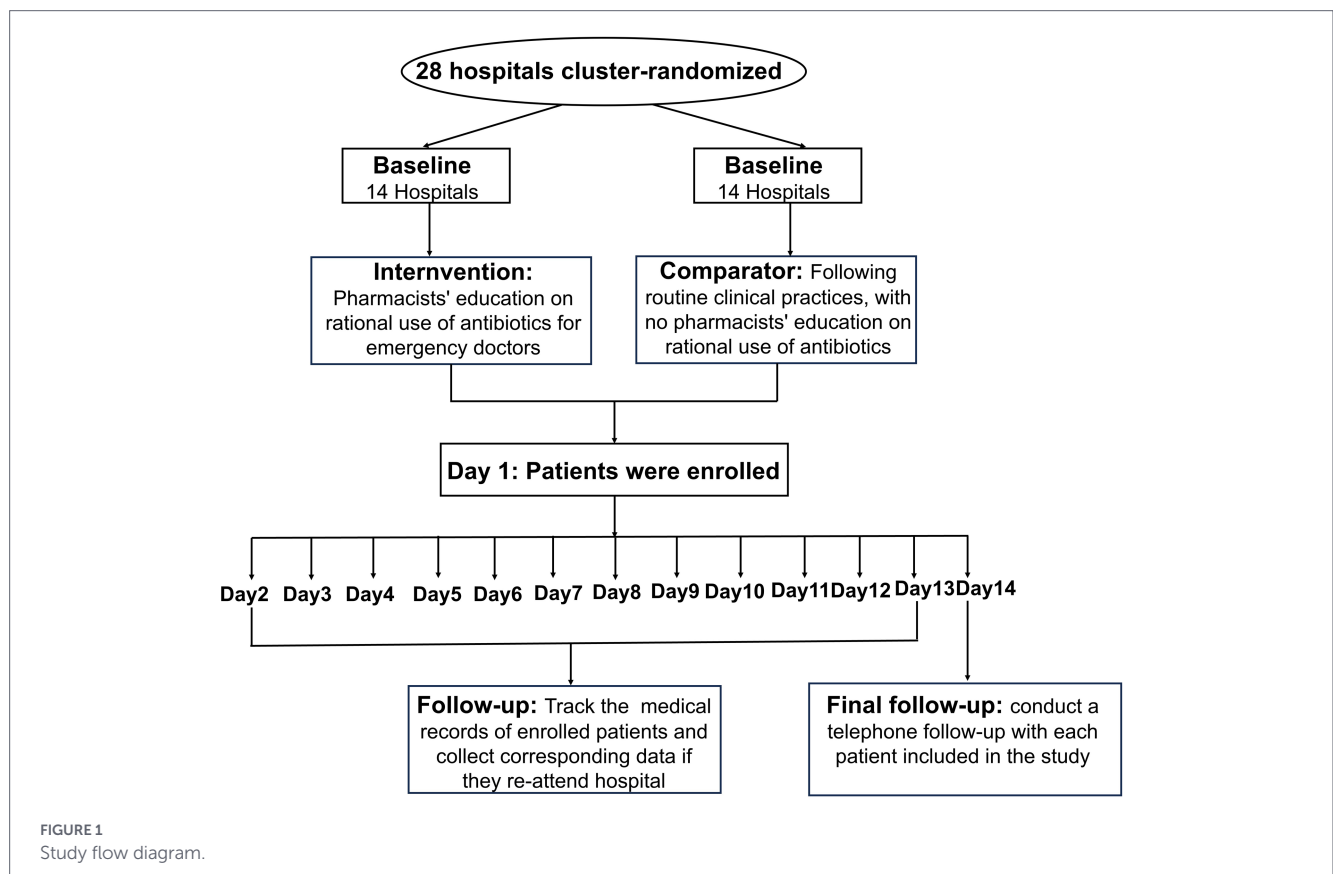 28 hospitals cluster-randomized
Baseline
14 Hospitals
Baseline
14 Hospitals
Internvention:
Pharmacists' education on
rational use of antibiotics for
emergency doctors
Comparator: Following
routine clinical practices, with
no pharmacists' education on
rational use of antibiotics
Day 1: Patients were enrolled
Day2 Day3 Day4 Day5 Day6 Day7 Day8 Day9 Day10 Day11 Day12 Day13 Day14
Follow-up: Track the medical
records of enrolled patients and
collect corresponding data if
they re-attend hospital
Final follow-up: conduct a
telephone follow-up with each
patient included in the study
FIGURE 1
Study flow diagram.